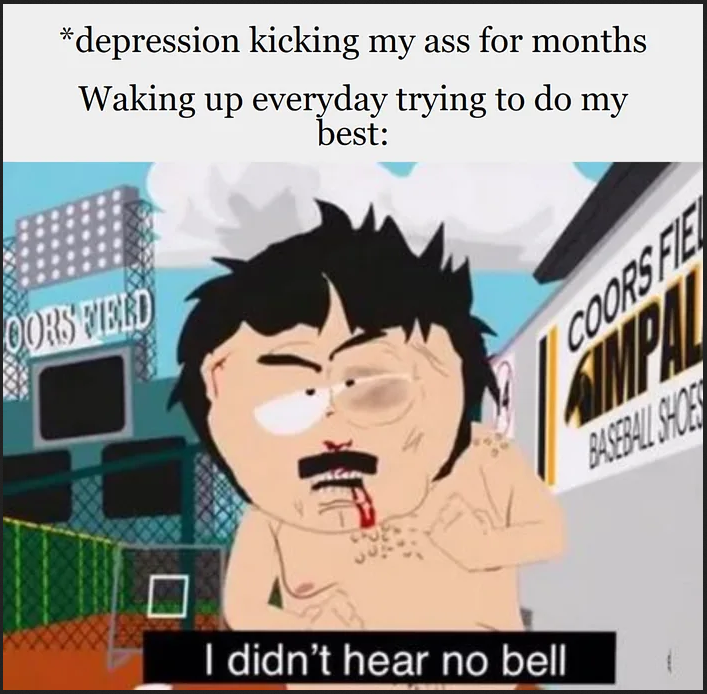 *depression kicking my ass for months
Waking up everyday trying to do my
best:
OORS FIELD
COORS FIEL
IMPAL
BASEBALL SHOES
4
I didn't hear no bell